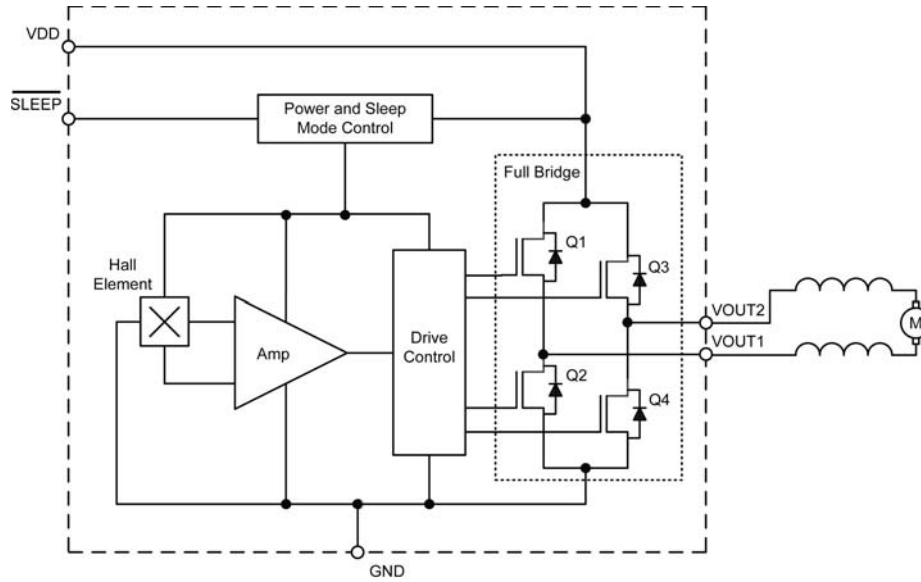 VDD
SLEEP
Power and Sleep
Mode Control
Full Bridge
Q1
Hall
Element
Q3
VOUT2
M
VOUT1
Amp
Drive
Control
Q2
Q4
GND